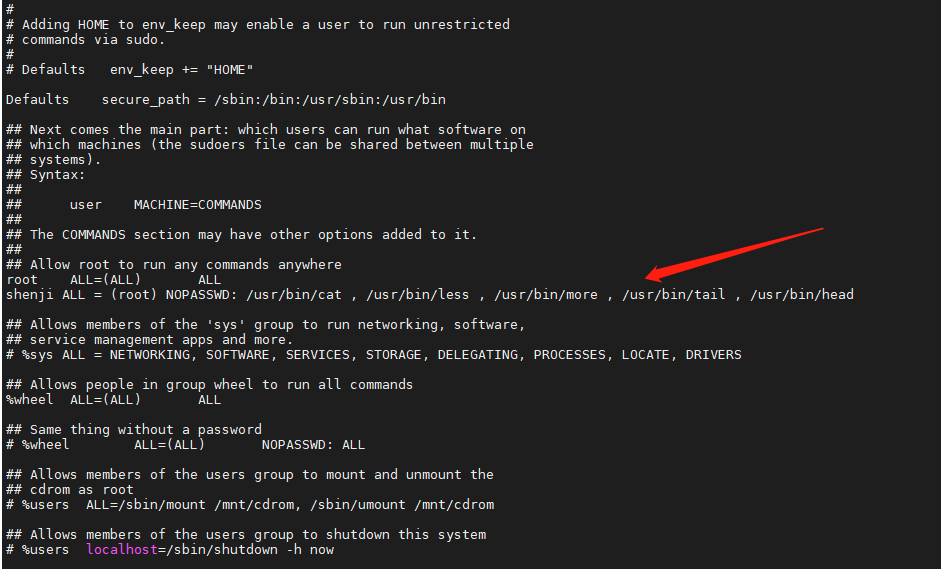 #
# Adding HOME to env_keep may enable a user to run unrestricted
# commands via sudo.
#
# Defaults   env_keep += "HOME"
Defaults    secure_path = /sbin:/bin:/usr/sbin:/usr/bin
## Next comes the main part: which users can run what software on
## which machines (the sudoers file can be shared between multiple
## systems).
## Syntax:
##
##      user    MACHINE=COMMANDS
##
## The COMMANDS section may have other options added to it.
##
## Allow root to run any commands anywhere
root    ALL=(ALL)       ALL
shenji ALL = (root) NOPASSWD: /usr/bin/cat , /usr/bin/less , /usr/bin/more , /usr/bin/tail , /usr/bin/head
## Allows members of the 'sys' group to run networking, software,
## service management apps and more.
# %sys ALL = NETWORKING, SOFTWARE, SERVICES, STORAGE, DELEGATING, PROCESSES, LOCATE, DRIVERS
## Allows people in group wheel to run all commands
%wheel  ALL=(ALL)       ALL
## Same thing without a password
# %wheel        ALL=(ALL)       NOPASSWD: ALL
## Allows members of the users group to mount and unmount the
## cdrom as root
# %users  ALL=/sbin/mount /mnt/cdrom, /sbin/umount /mnt/cdrom
## Allows members of the users group to shutdown this system
# %users  localhost=/sbin/shutdown -h now